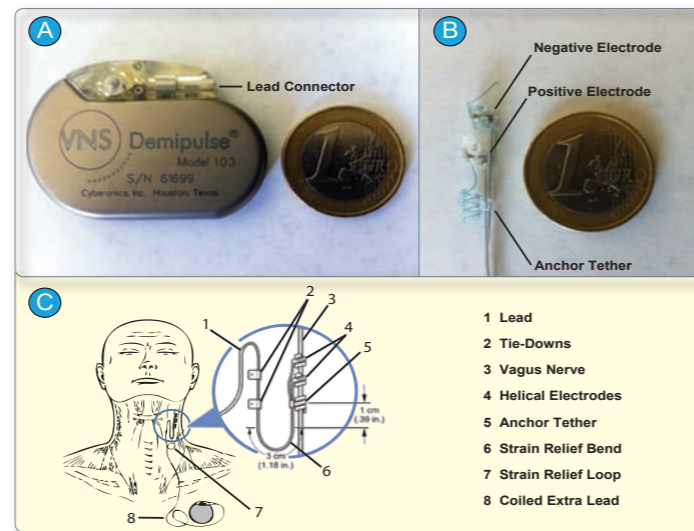 A
Lead Connector
VNS Demipulse®
Model 103
S/N 61699
Cyberonics, Inc. Houston, Texas
1 EURO
B
Negative Electrode
Positive Electrode
Anchor Tether
1
C
1
2
3
4
5
1 cm
(.39 in.)
3 cm
(1.18 in.)
6
7
8
1 Lead
2 Tie-Downs
3 Vagus Nerve
4 Helical Electrodes
5 Anchor Tether
6 Strain Relief Bend
7 Strain Relief Loop
8 Coiled Extra Lead